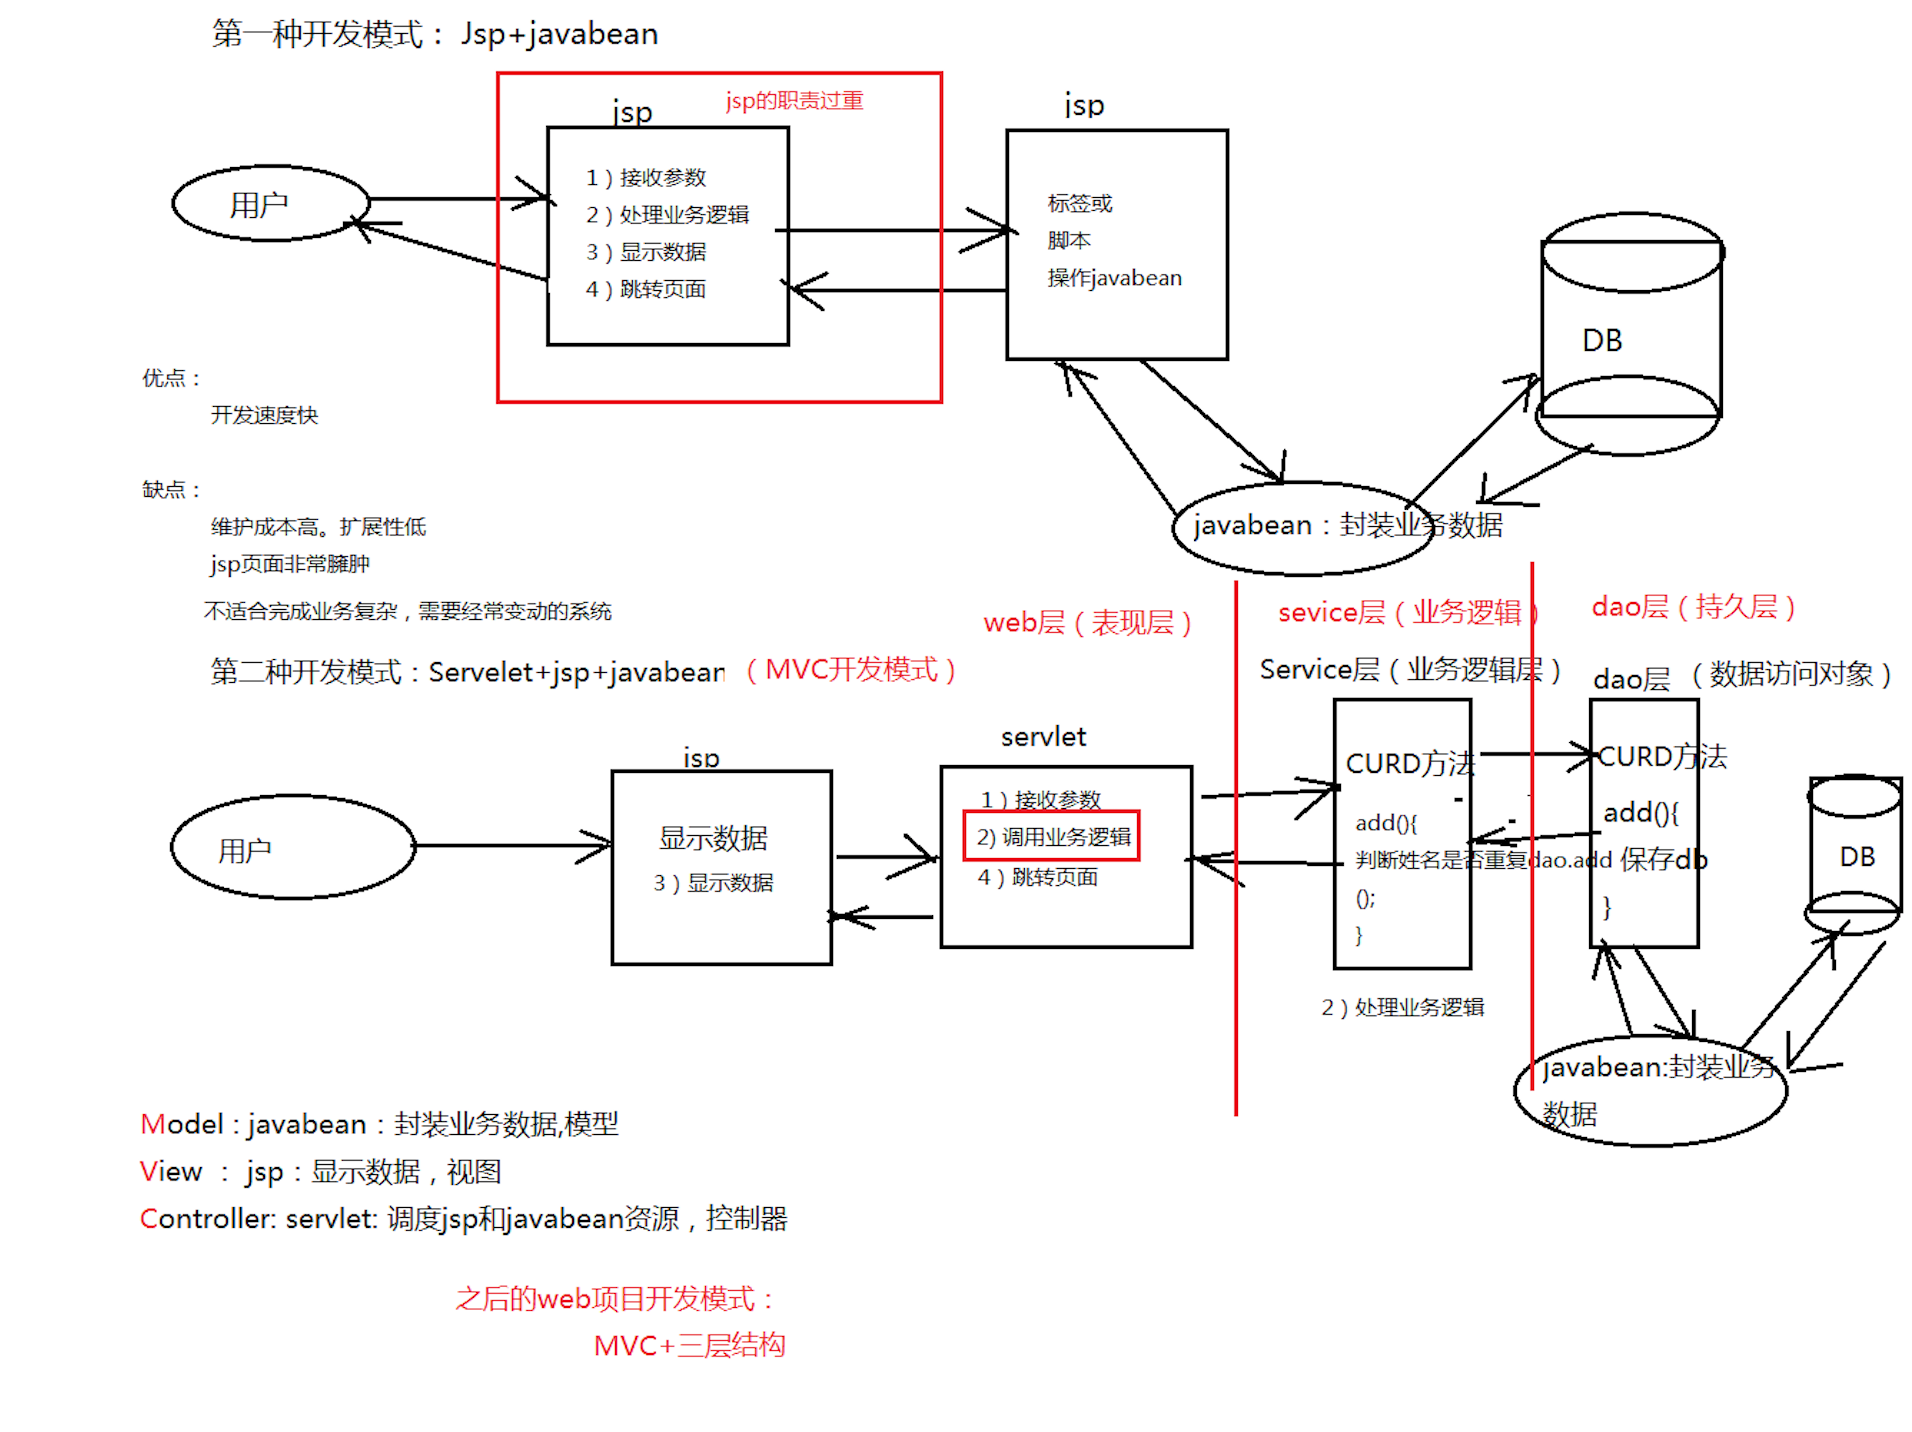 第一种开发模式： Jsp+javabean
jsp
jsp的职责过重
1）接收参数
2）处理业务逻辑
3）显示数据
4）跳转页面
用户
jsp
标签或
脚本
操作javabean
DB
javabean：封装业务数据
优点：
开发速度快
缺点：
维护成本高。扩展性低
jsp页面非常臃肿
不适合完成业务复杂，需要经常变动的系统
web层（表现层）
sevice层（业务逻辑）
dao层（持久层）
第二种开发模式：Servelet+jsp+javabean（MVC开发模式）
Service层（业务逻辑层）
dao层 （数据访问对象）
用户
jsp
显示数据
3）显示数据
servlet
1）接收参数
2) 调用业务逻辑
4）跳转页面
CURD方法
add(){
判断姓名是否重复dao.add
();
}
2）处理业务逻辑
CURD方法
add(){
保存db
}
DB
javabean:封装业务
数据
Model : javabean：封装业务数据,模型
View ： jsp：显示数据，视图
Controller: servlet: 调度jsp和javabean资源，控制器
之后的web项目开发模式：
MVC+三层结构